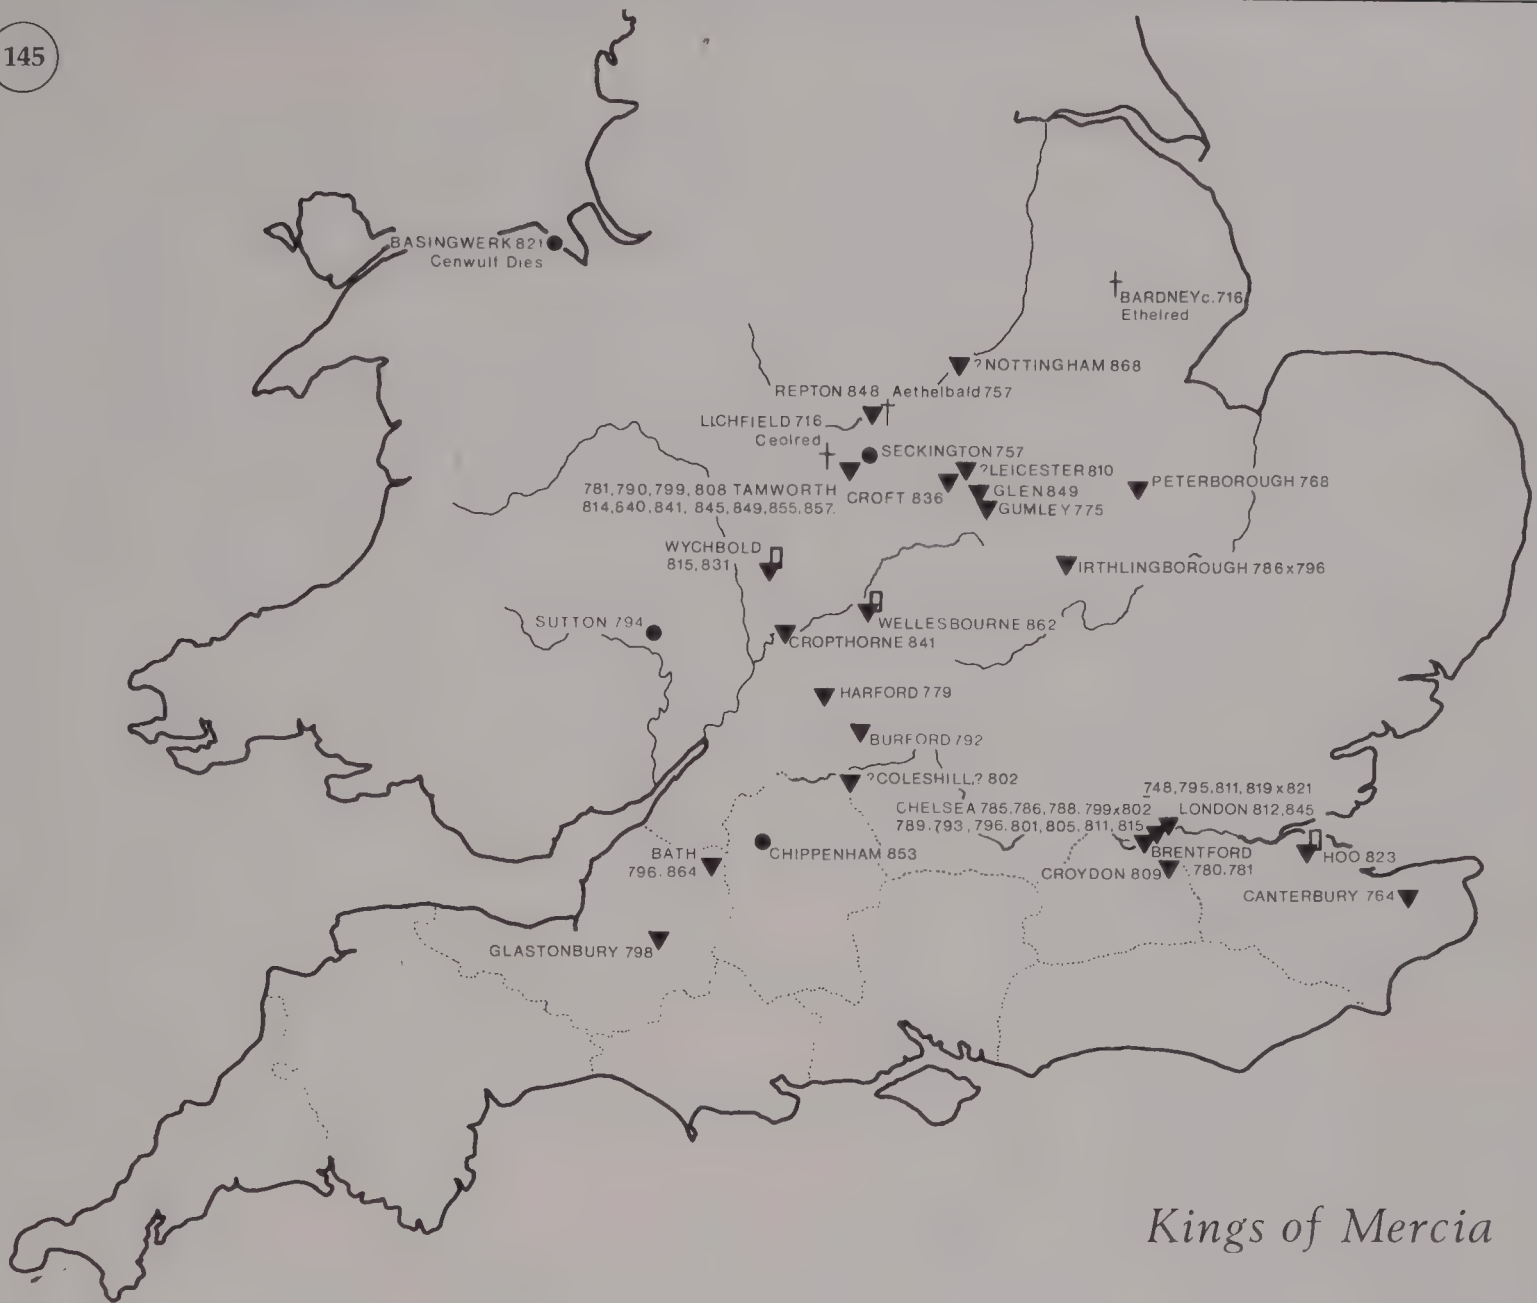 145
BASINGWERK 821
Cenwulf Dies
†BARDNEY c.716
Ethelred
?NOTTINGHAM 868
REPTON 848 Aethelbald 757
LICHFIELD 716
Ceolred
SECKINGTON 757
?LEICESTER 810
781,790,799, 808 TAMWORTH
814,840,841, 845,849,855,857.
CROFT 836
GLEN 849
GUMLEY 775
PETERBOROUGH 768
WYCHBOLD
815,831
IRTHLINGBOROUGH 786x796
SUTTON 794
WELLESBOURNE 862
CROPTHORNE 841
HARFORD 779
BURFORD 792
?COLESHILL,? 802
748,795,811, 819x821
CHELSEA 785.786,788. 799x802
LONDON 812,845
789.793, 796.801, 805. 811, 815
BATH
796.864
CHIPPENHAM 853
BRENTFORD
780.781
HOO 823
CROYDON 809
CANTERBURY 764
GLASTONBURY 798
Kings of Mercia